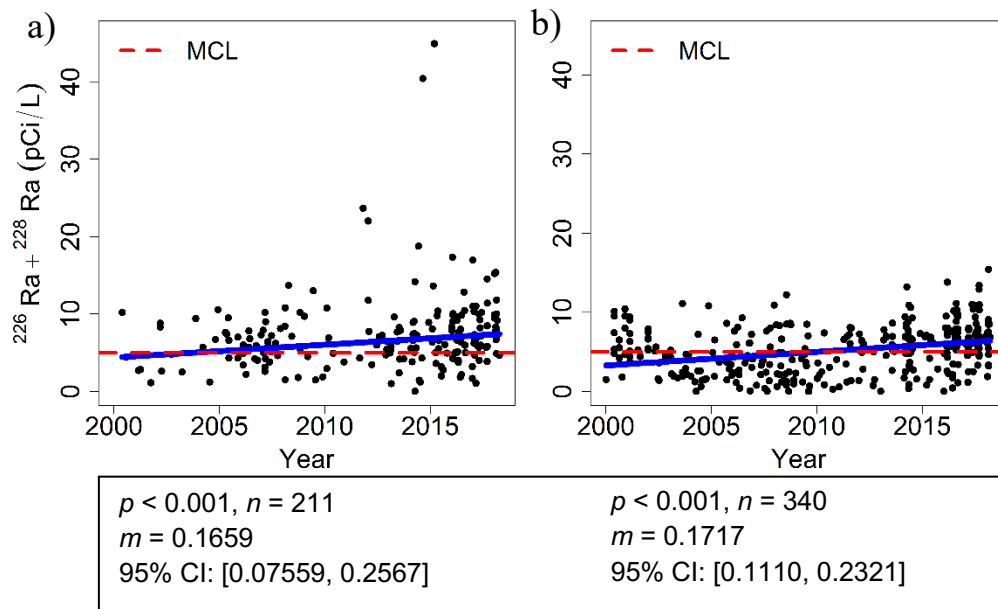 a)
MCL
²²⁶Ra + ²²⁸Ra (pCi/L)
0
10
20
30
40
2000
2005
2010
2015
Year
b)
MCL
0
10
20
30
40
2000
2005
2010
2015
Year
p < 0.001, n = 211
m = 0.1659
95% CI: [0.07559, 0.2567]
p < 0.001, n = 340
m = 0.1717
95% CI: [0.1110, 0.2321]